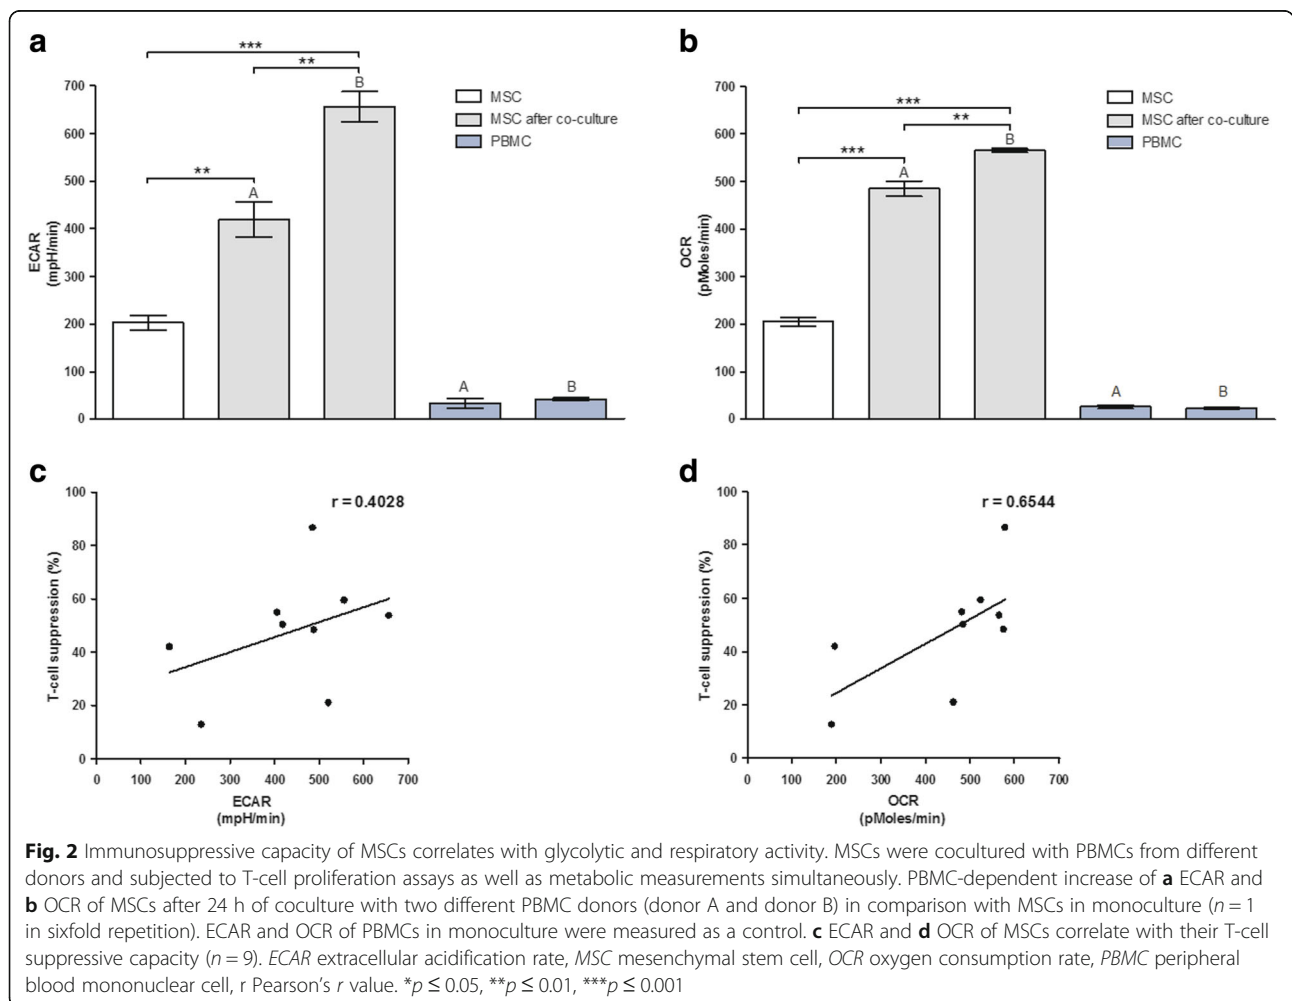 a
***
**
B
700
600
500
400
300
200
100
0
ECAR
(mpH/min)
**
A
A
B
MSC
MSC after co-culture
PBMC
b
***
**
B
***
A
700
600
500
400
300
200
100
0
OCR
(pMoles/min)
A
B
MSC
MSC after co-culture
PBMC
c
r = 0.4028
100
80
60
40
20
0
T-cell suppression (%)
0 100 200 300 400 500 600 700
ECAR
(mpH/min)
d
r = 0.6544
100
80
60
40
20
0
T-cell suppression (%)
0 100 200 300 400 500 600 700
OCR
(pMoles/min)
Fig. 2 Immunosuppressive capacity of MSCs correlates with glycolytic and respiratory activity. MSCs were cocultured with PBMCs from different
donors and subjected to T-cell proliferation assays as well as metabolic measurements simultaneously. PBMC-dependent increase of a ECAR and
b OCR of MSCs after 24 h of coculture with two different PBMC donors (donor A and donor B) in comparison with MSCs in monoculture (n = 1
in sixfold repetition). ECAR and OCR of PBMCs in monoculture were measured as a control. c ECAR and d OCR of MSCs correlate with their T-cell
suppressive capacity (n = 9). ECAR extracellular acidification rate, MSC mesenchymal stem cell, OCR oxygen consumption rate, PBMC peripheral
blood mononuclear cell, r Pearson's r value. *p ≤ 0.05, **p ≤ 0.01, ***p ≤ 0.001